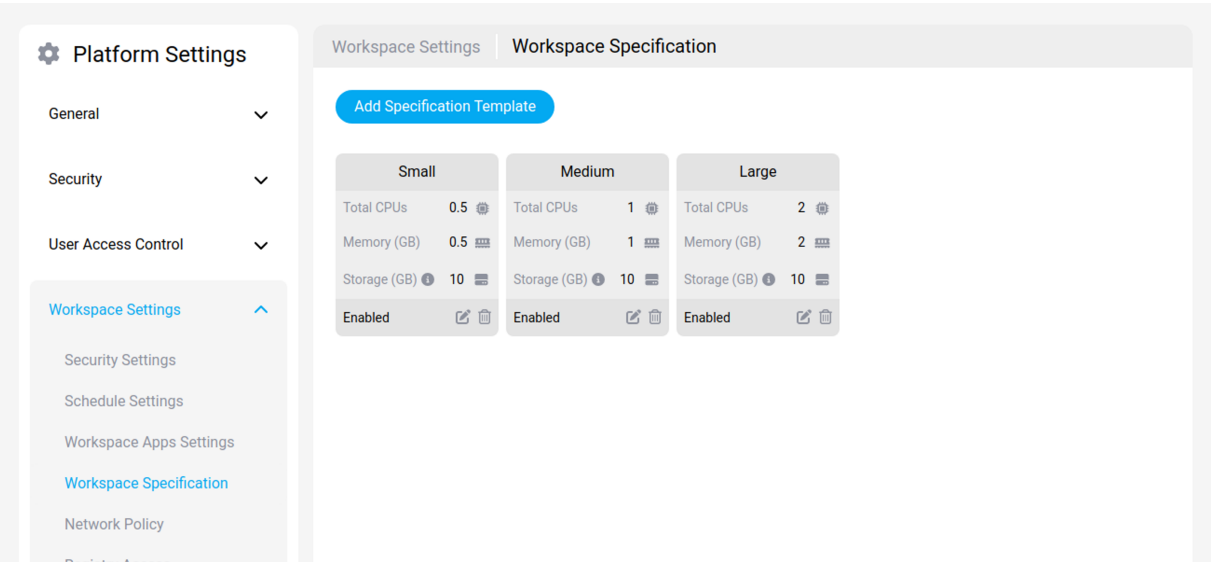 Platform Settings
General
Security
User Access Control
Workspace Settings
Security Settings
Schedule Settings
Workspace Apps Settings
Workspace Specification
Network Policy
Workspace Settings Workspace Specification
Add Specification Template
Small
Total CPUs 0.5
Memory (GB) 0.5
Storage (GB) 10
Enabled
Medium
Total CPUs 1
Memory (GB) 1
Storage (GB) 10
Enabled
Large
Total CPUs 2
Memory (GB) 2
Storage (GB) 10
Enabled